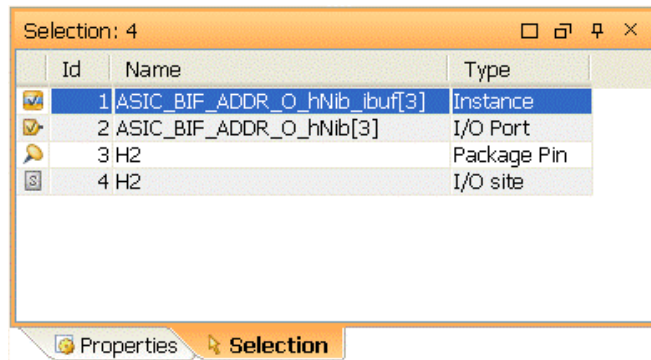 Selection: 4
Id Name Type
1 ASIC_BIF_ADDR_O_hNib_ibuf[3] Instance
2 ASIC_BIF_ADDR_O_hNib[3] I/O Port
3 H2 Package Pin
S 4 H2 I/O site
Properties Selection